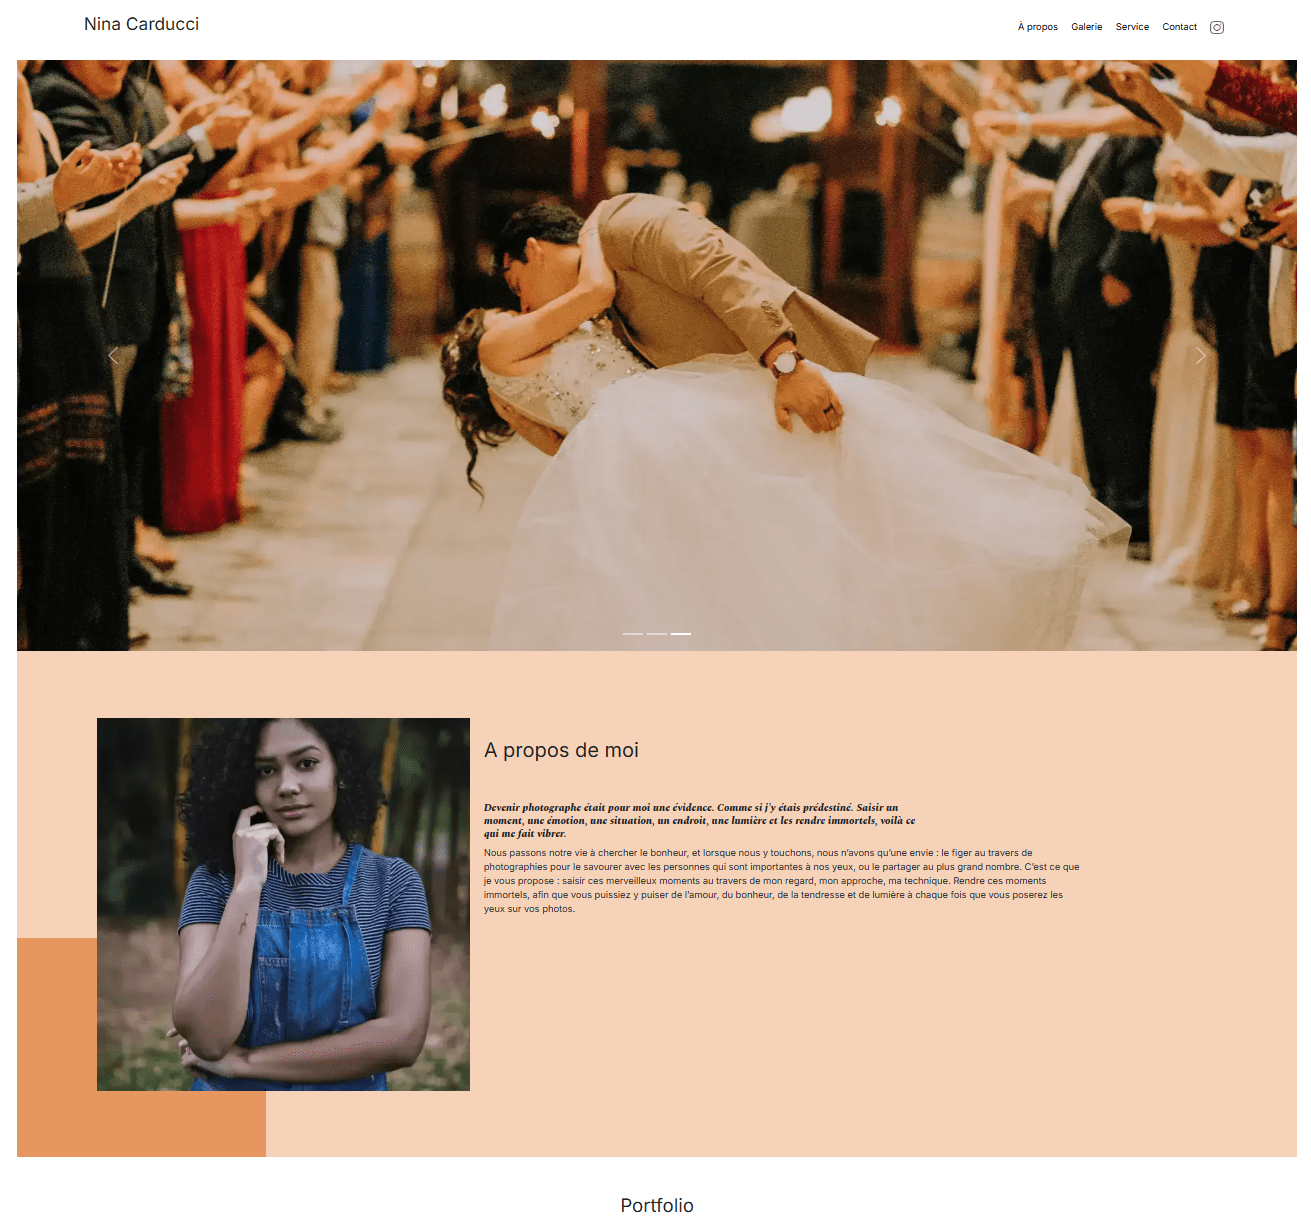 Nina Carducci
À propos Galerie Service Contact
A propos de moi
Devenir photographe était pour moi une évidence. Comme si j'y étais prédestiné. Saisir un
moment, une émotion, une situation, un endroit, une lumière et les rendre immortels, voilà ce
qui me fait vibrer.
Nous passons notre vie à chercher le bonheur, et lorsque nous y touchons, nous n'avons qu'une envie : le figer au travers de
photographies pour le savourer avec les personnes qui sont importantes à nos yeux, ou le partager au plus grand nombre. C'est ce que
je vous propose : saisir ces merveilleux moments au travers de mon regard, mon approche, ma technique. Rendre ces moments
immortels, afin que vous puissiez y puiser de l'amour, du bonheur, de la tendresse et de lumière à chaque fois que vous poserez les
yeux sur vos photos.
Portfolio